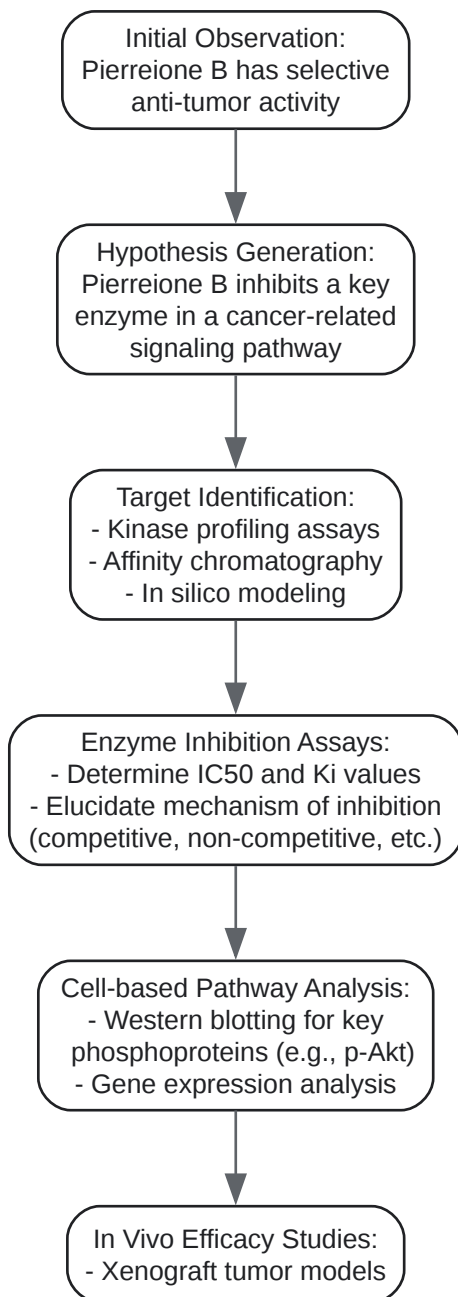 Initial Observation:
Pierreione B has selective
anti-tumor activity
Hypothesis Generation:
Pierreione B inhibits a key
enzyme in a cancer-related
signaling pathway
Target Identification:
- Kinase profiling assays
- Affinity chromatography
- In silico modeling
Enzyme Inhibition Assays:
- Determine IC50 and Ki values
- Elucidate mechanism of inhibition
(competitive, non-competitive, etc.)
Cell-based Pathway Analysis:
- Western blotting for key
phosphoproteins (e.g., p-Akt)
- Gene expression analysis
In Vivo Efficacy Studies:
- Xenograft tumor models